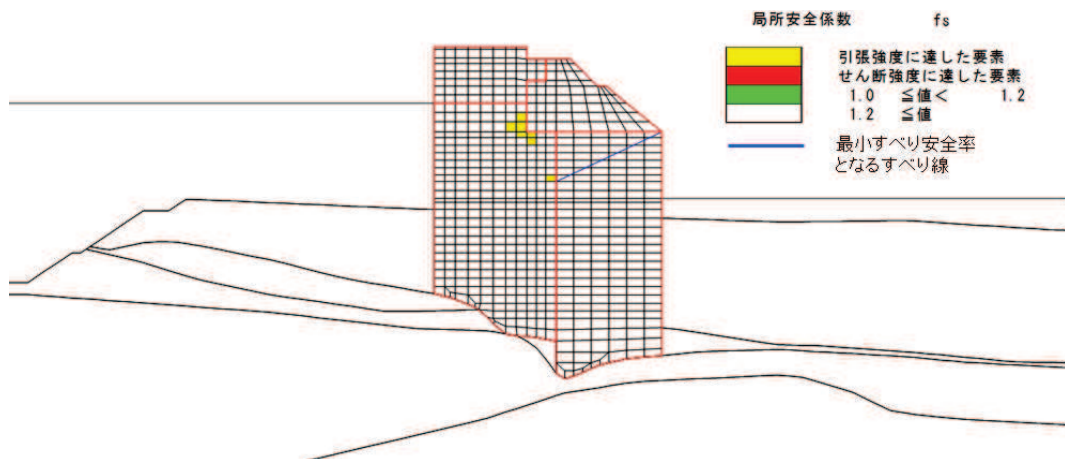 局所安全係数 fs
引張強度に達した要素
せん断強度に達した要素
1.0 ≦値< 1.2
1.2 ≦値
最小すべり安全率
となるすべり線